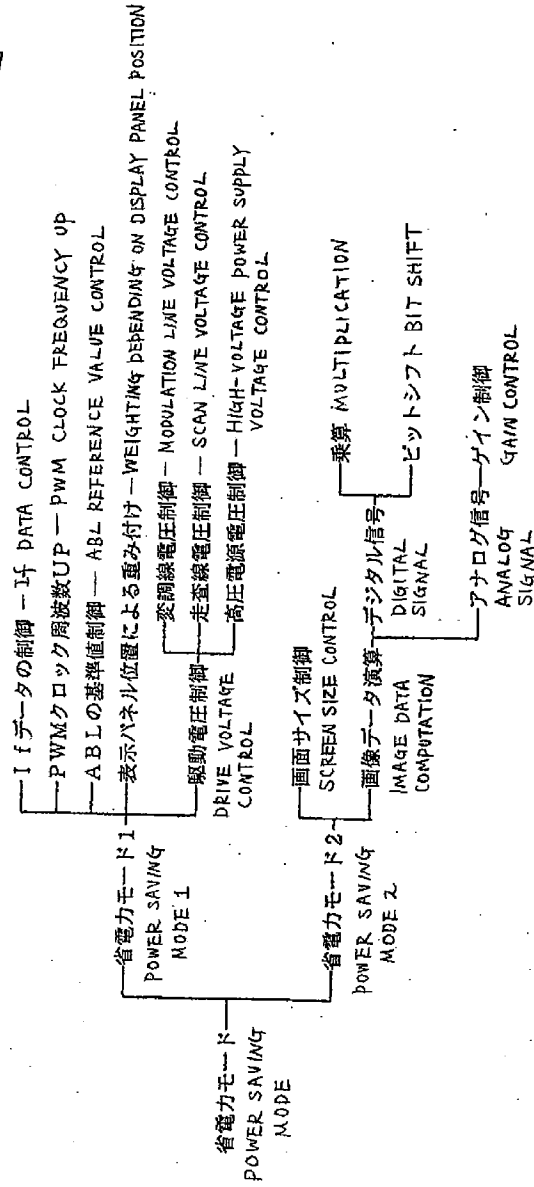 I f データの制御 — If DATA CONTROL
PWMクロック周波数UP — PWM CLOCK FREQUENCY UP
ABLの基準値制御 — ABL REFERENCE VALUE CONTROL
表示パネル位置による重み付け — WEIGHTING DEPENDING ON DISPLAY PANEL POSITION
省電力モード1
POWER SAVING
MODE 1
変調線電圧制御 — MODULATION LINE VOLTAGE CONTROL
駆動電圧制御
DRIVE VOLTAGE
CONTROL
走査線電圧制御 — SCAN LINE VOLTAGE CONTROL
高圧電源電圧制御 — HIGH-VOLTAGE POWER SUPPLY
VOLTAGE CONTROL
省電力モード
POWER SAVING
MODE
画面サイズ制御
SCREEN SIZE CONTROL
省電力モード2
POWER SAVING
MODE 2
画像データ演算
IMAGE DATA
COMPUTATION
乗算 MULTIPLICATION
デジタル信号
DIGITAL
SIGNAL
ビットシフト BIT SHIFT
アナログ信号 — ゲイン制御
ANALOG
SIGNAL
GAIN CONTROL